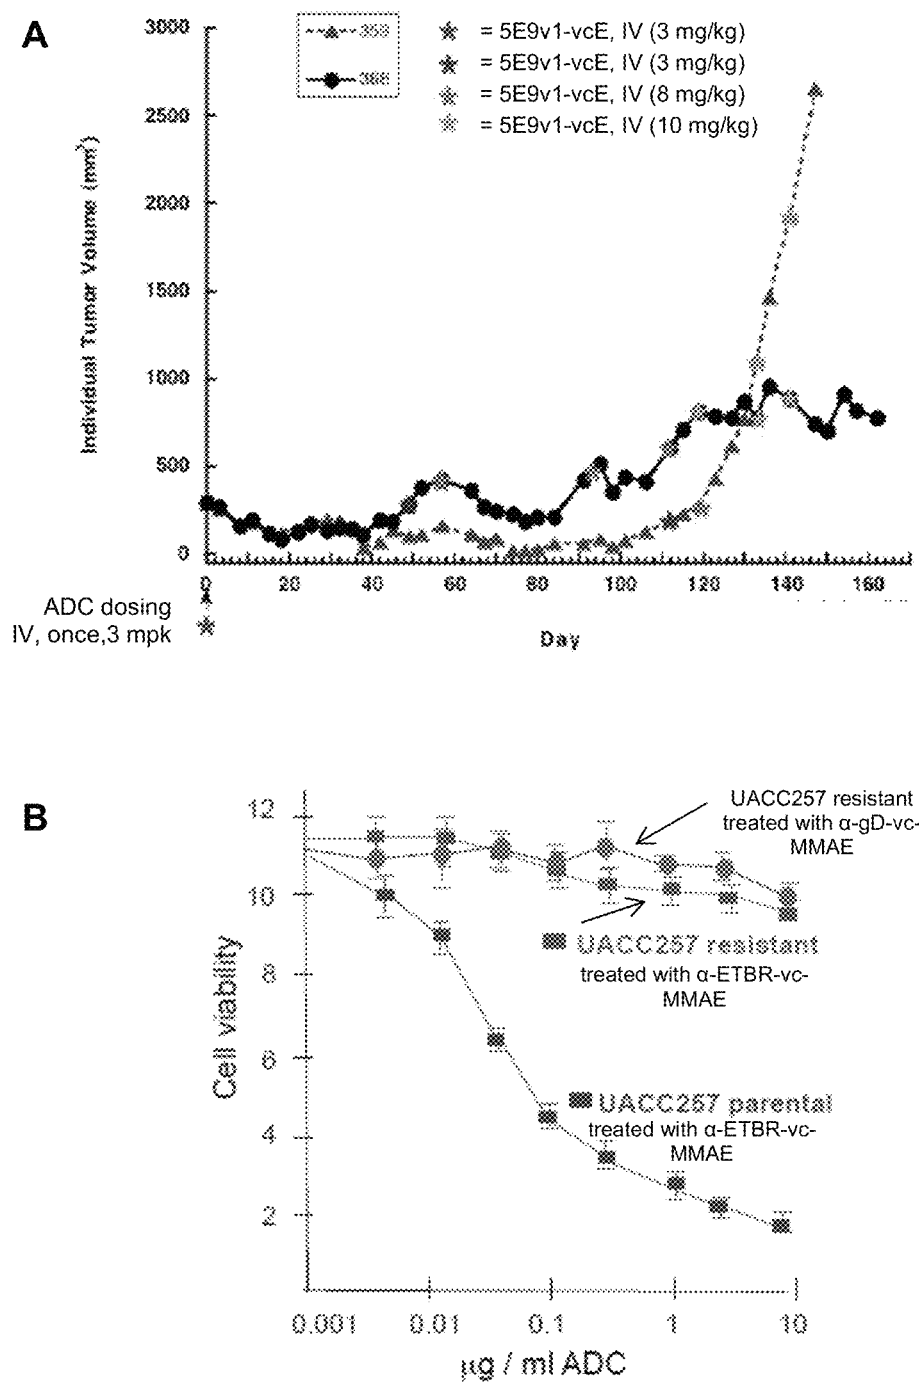 A
3000
2500
2000
1500
1000
500
0
Individual Tumor Volume (mm³)
= 5E9v1-vcE, IV (3 mg/kg)
= 5E9v1-vcE, IV (3 mg/kg)
= 5E9v1-vcE, IV (8 mg/kg)
= 5E9v1-vcE, IV (10 mg/kg)
0 20 40 60 80 100 120 140 160
ADC dosing
IV, once,3 mpk
Day
B
12
10
8
6
4
2
Cell viability
UACC257 resistant
treated with α-gD-vc-
MMAE
UACC257 resistant
treated with α-ETBR-vc-
MMAE
UACC257 parental
treated with α-ETBR-vc-
MMAE
0.001 0.01 0.1 1 10
µg / ml ADC